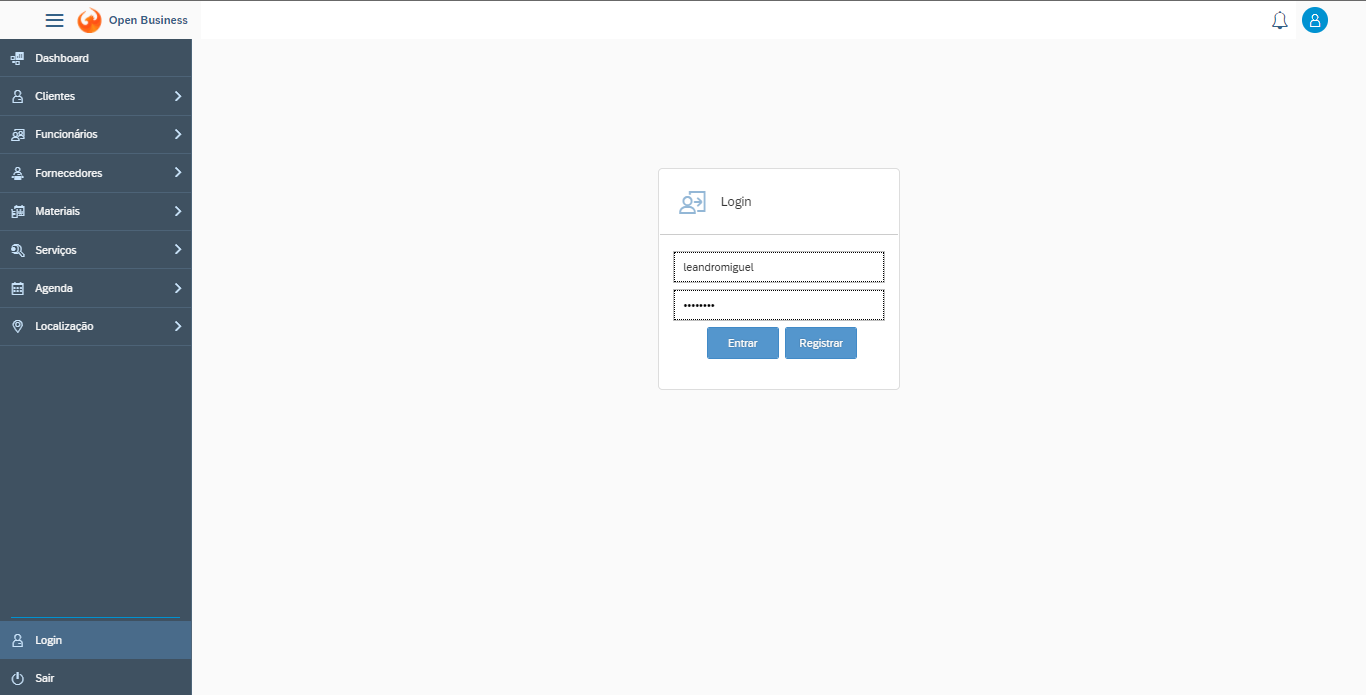 Open Business
Dashboard
Clientes
Funcionários
Fornecedores
Materiais
Serviços
Agenda
Localização
Login
leandromiguel
••••••••
Entrar Registrar
Login
Sair